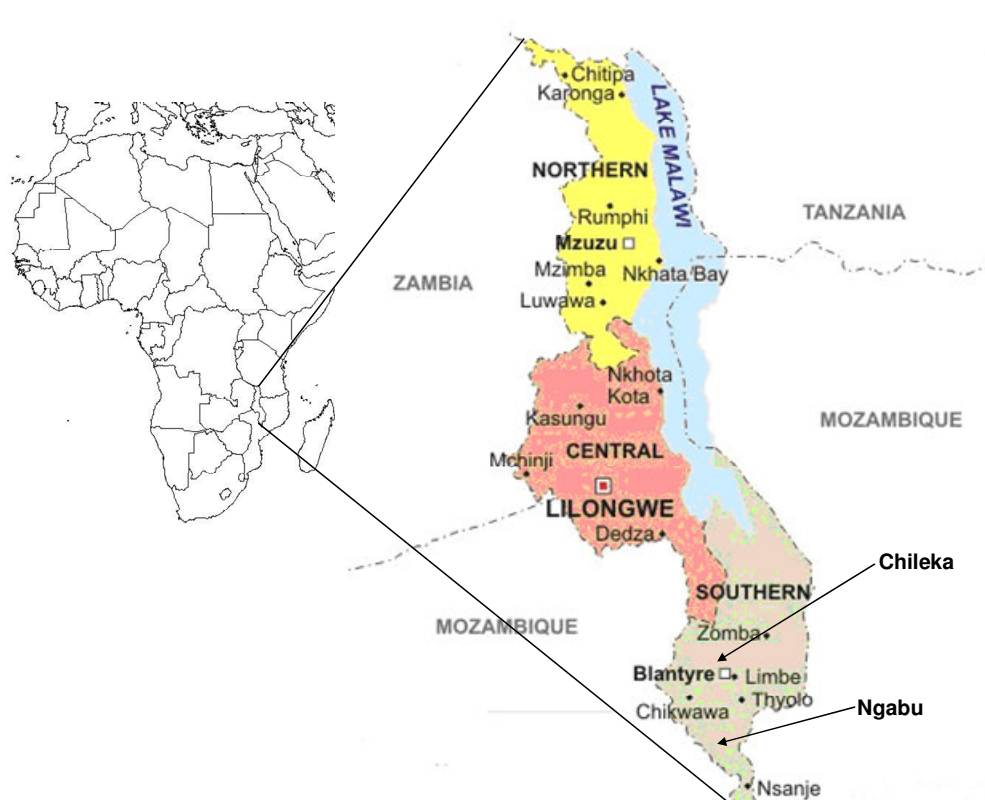 Chitipa
Karonga
LAKE MALAWI
NORTHERN
TANZANIA
Rumphi
Mzuzu
Mzimba
Nkhata Bay
ZAMBIA
Luwawa
Nkhota
Kota
Kasungu
MOZAMBIQUE
CENTRAL
Mchinji
LILONGWE
Dedza
Chileka
SOUTHERN
MOZAMBIQUE
Zomba
Blantyre
Limbe
Thyolo
Chikwawa
Ngabu
Nsanje